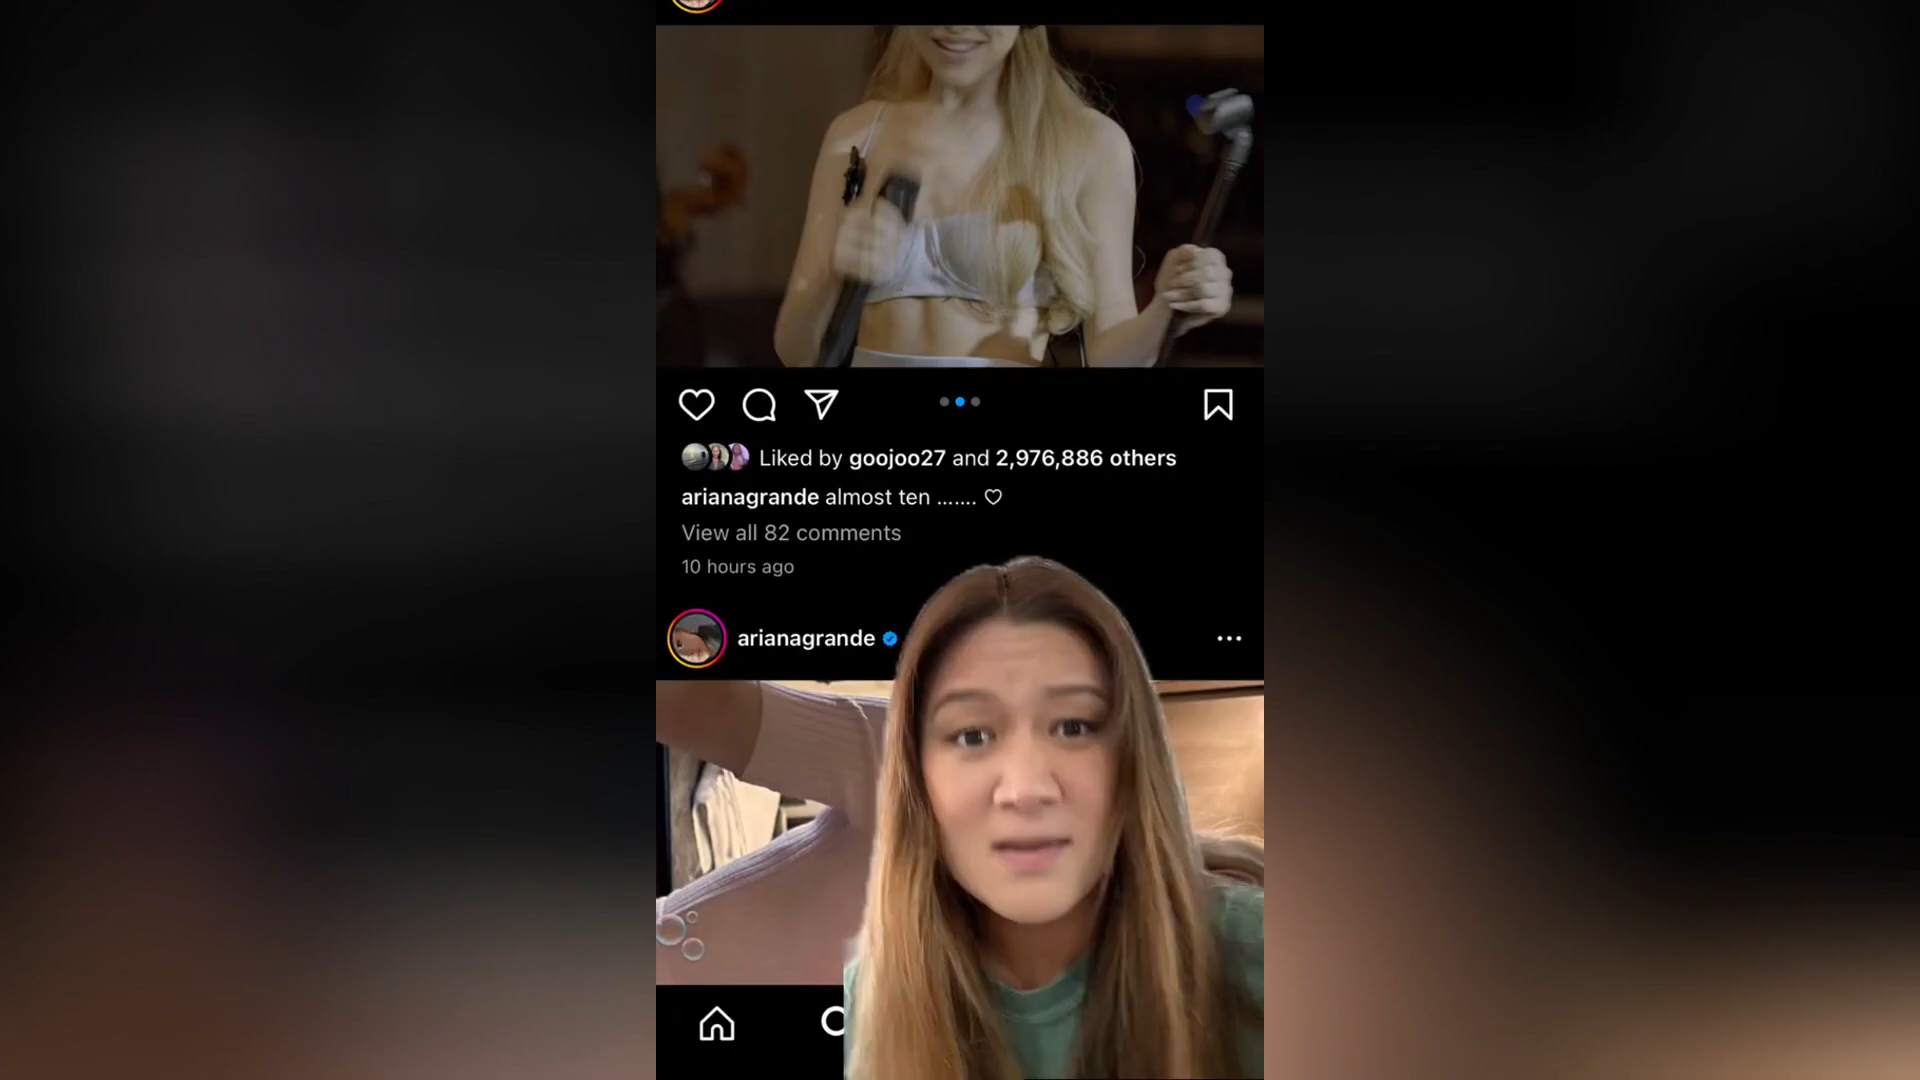 Liked by goojoo27 and 2,976,886 others
arianagrande almost ten ....... ♡
View all 82 comments
10 hours ago
arianagrande